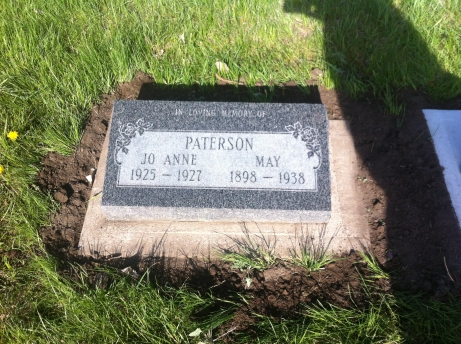 IN LOVING MEMORY OF
PATERSON
JO ANNE MAY
1925 - 1927 1898 - 1938